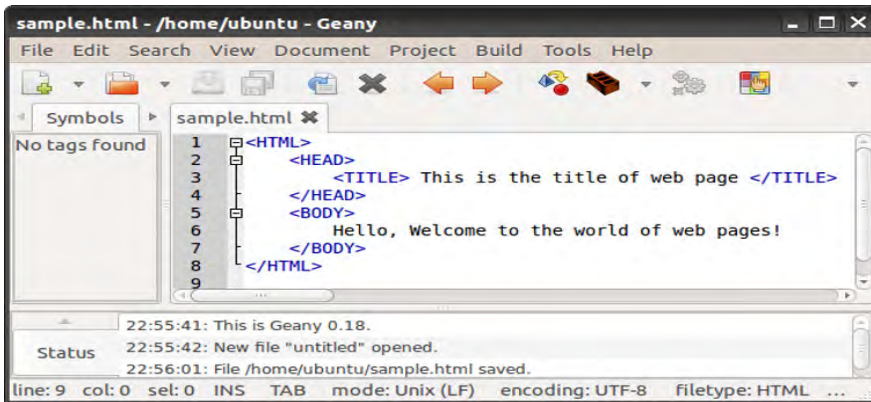 sample.html - /home/ubuntu - Geany
File Edit Search View Document Project Build Tools Help
Symbols
sample.html
No tags found
1 <HTML>
2 <HEAD>
3 <TITLE> This is the title of web page </TITLE>
4 </HEAD>
5 <BODY>
6 Hello, Welcome to the world of web pages!
7 </BODY>
8 </HTML>
9
Status
22:55:41: This is Geany 0.18.
22:55:42: New file "untitled" opened.
22:56:01: File /home/ubuntu/sample.html saved.
line: 9 col: 0 sel: 0 INS TAB mode: Unix (LF) encoding: UTF-8 filetype: HTML ...